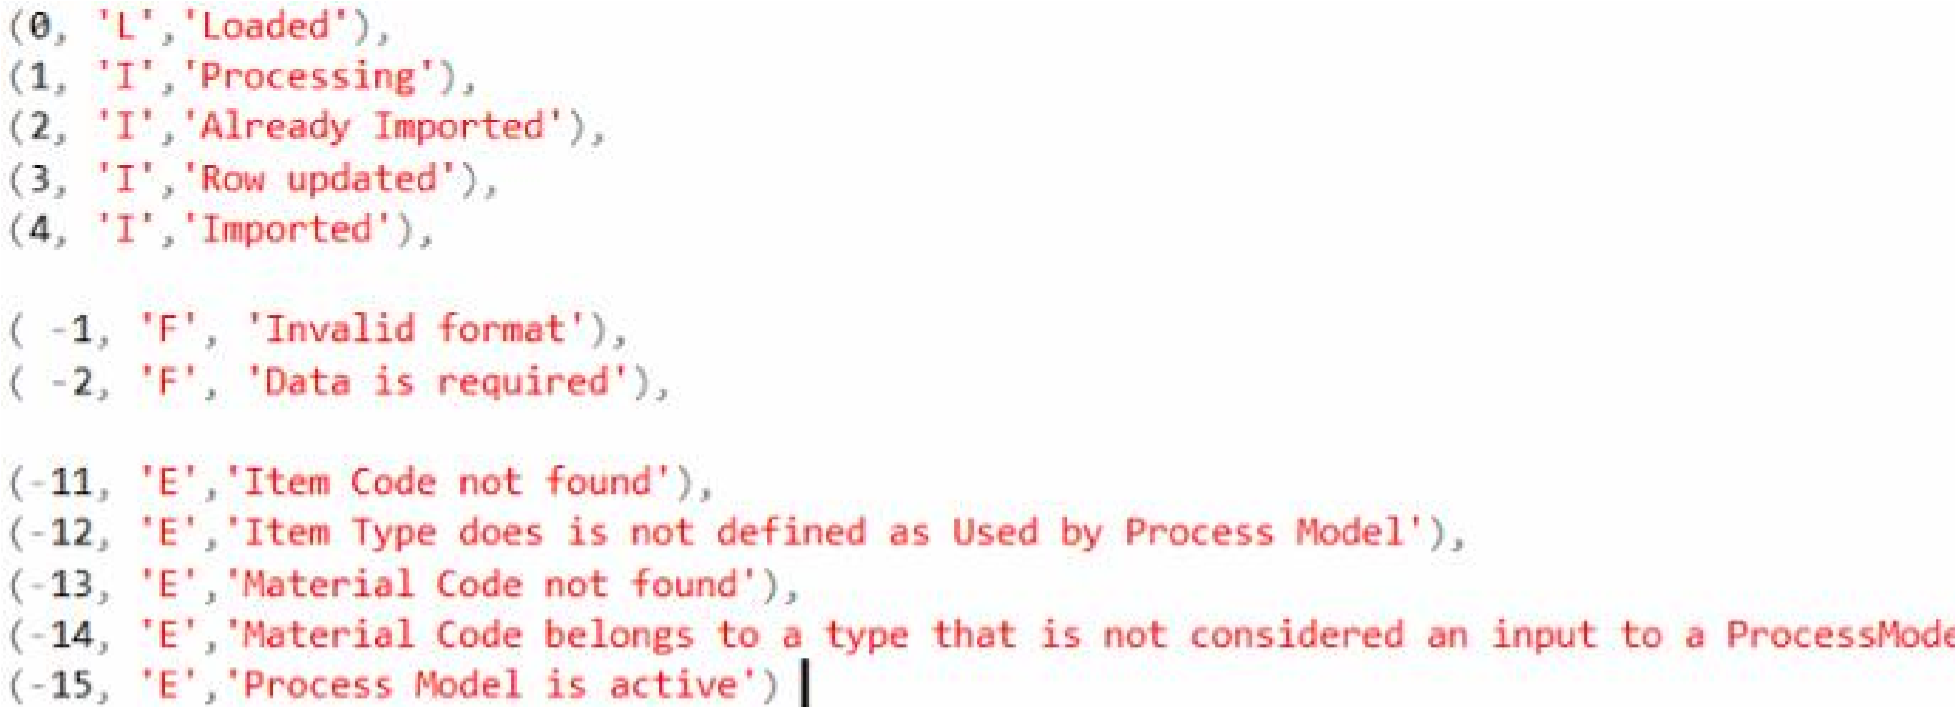 (0, 'L','Loaded'),
(1, 'I','Processing'),
(2, 'I','Already Imported'),
(3, 'I','Row updated'),
(4, 'I','Imported'),
( -1, 'F', 'Invalid format'),
( -2, 'F', 'Data is required'),
(-11, 'E','Item Code not found'),
(-12, 'E','Item Type does is not defined as Used by Process Model'),
(-13, 'E','Material Code not found'),
(-14, 'E','Material Code belongs to a type that is not considered an input to a ProcessMode
(-15, 'E','Process Model is active')